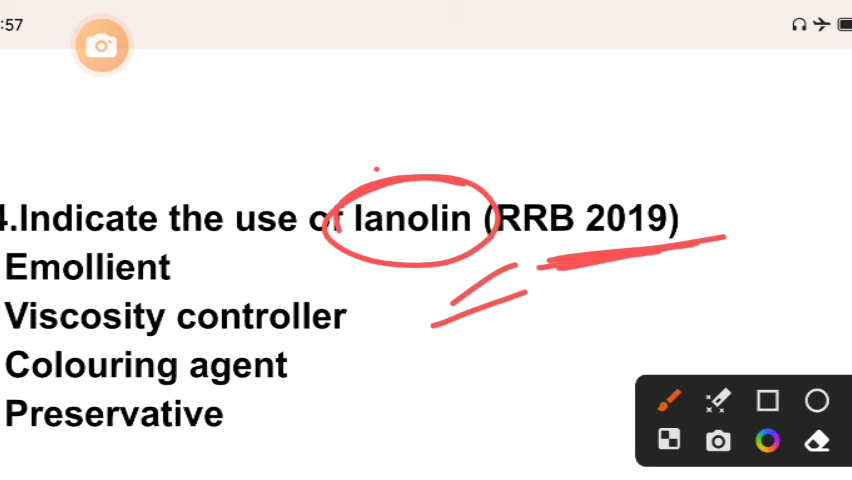 :57
4.Indicate the use of lanolin (RRB 2019)
Emollient
Viscosity controller
Colouring agent
Preservative